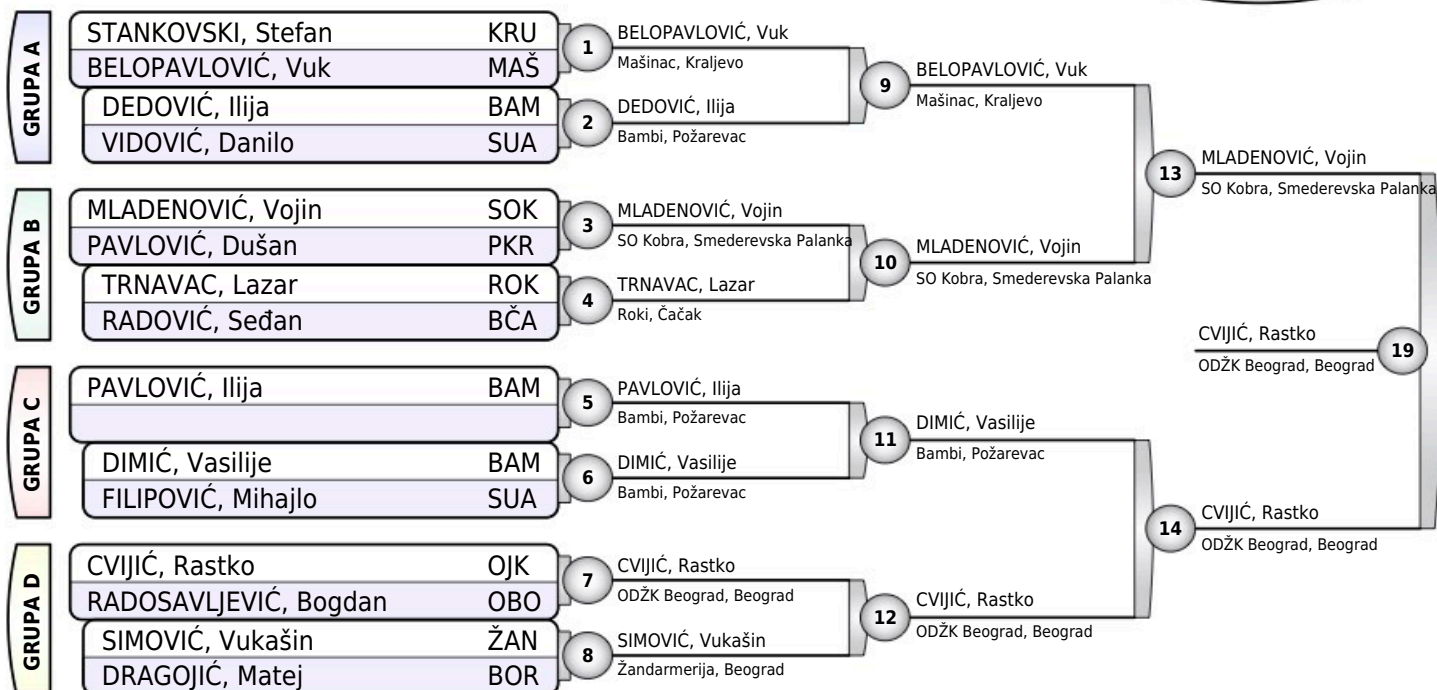 GRUPA A
STANKOVSKI, Stefan KRU
BELOPAVLOVIĆ, Vuk MAŠ
DEDOVIĆ, Ilija BAM
VIDOVIĆ, Danilo SUA
GRUPA B
MLADENOVIĆ, Vojin SOK
PAVLOVIĆ, Dušan PKR
TRNAVAC, Lazar ROK
RADOVIĆ, Seđan BČA
GRUPA C
PAVLOVIĆ, Ilija BAM
DIMIĆ, Vasilije BAM
FILIPOVIĆ, Mihajlo SUA
GRUPA D
CVIJIĆ, Rastko OJK
RADOSAVLJEVIĆ, Bogdan OBO
SIMOVIĆ, Vukašin ŽAN
DRAGOJIĆ, Matej BOR
1
BELOPAVLOVIĆ, Vuk
Mašinac, Kraljevo
2
DEDOVIĆ, Ilija
Bambi, Požarevac
3
MLADENOVIĆ, Vojin
SO Kobra, Smederevska Palanka
4
TRNAVAC, Lazar
Roki, Čačak
5
PAVLOVIĆ, Ilija
Bambi, Požarevac
6
DIMIĆ, Vasilije
Bambi, Požarevac
7
CVIJIĆ, Rastko
ODŽK Beograd, Beograd
8
SIMOVIĆ, Vukašin
Žandarmerija, Beograd
9
BELOPAVLOVIĆ, Vuk
Mašinac, Kraljevo
10
MLADENOVIĆ, Vojin
SO Kobra, Smederevska Palanka
11
DIMIĆ, Vasilije
Bambi, Požarevac
12
CVIJIĆ, Rastko
ODŽK Beograd, Beograd
13
MLADENOVIĆ, Vojin
SO Kobra, Smederevska Palanka
14
CVIJIĆ, Rastko
ODŽK Beograd, Beograd
CVIJIĆ, Rastko
ODŽK Beograd, Beograd
19